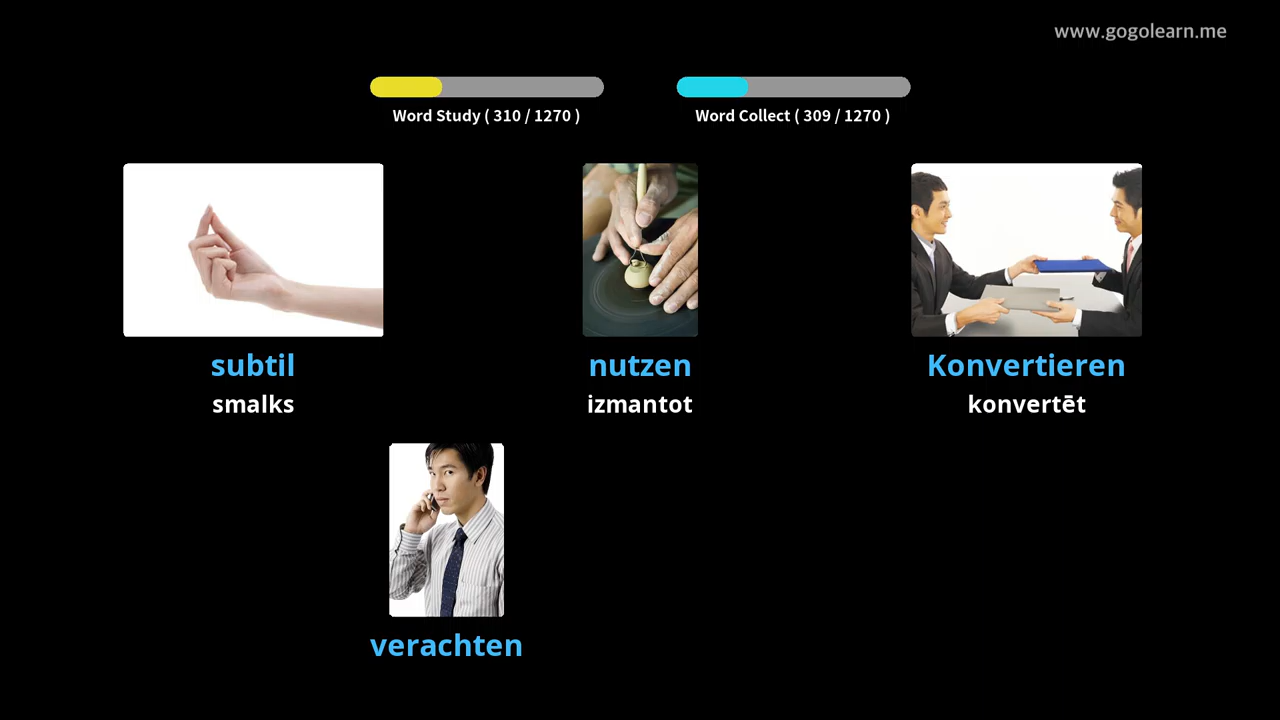 www.gogolearn.me
Word Study ( 310 / 1270 )
Word Collect ( 309 / 1270 )
subtil
smalks
nutzen
izmantot
Konvertieren
konvertēt
verachten